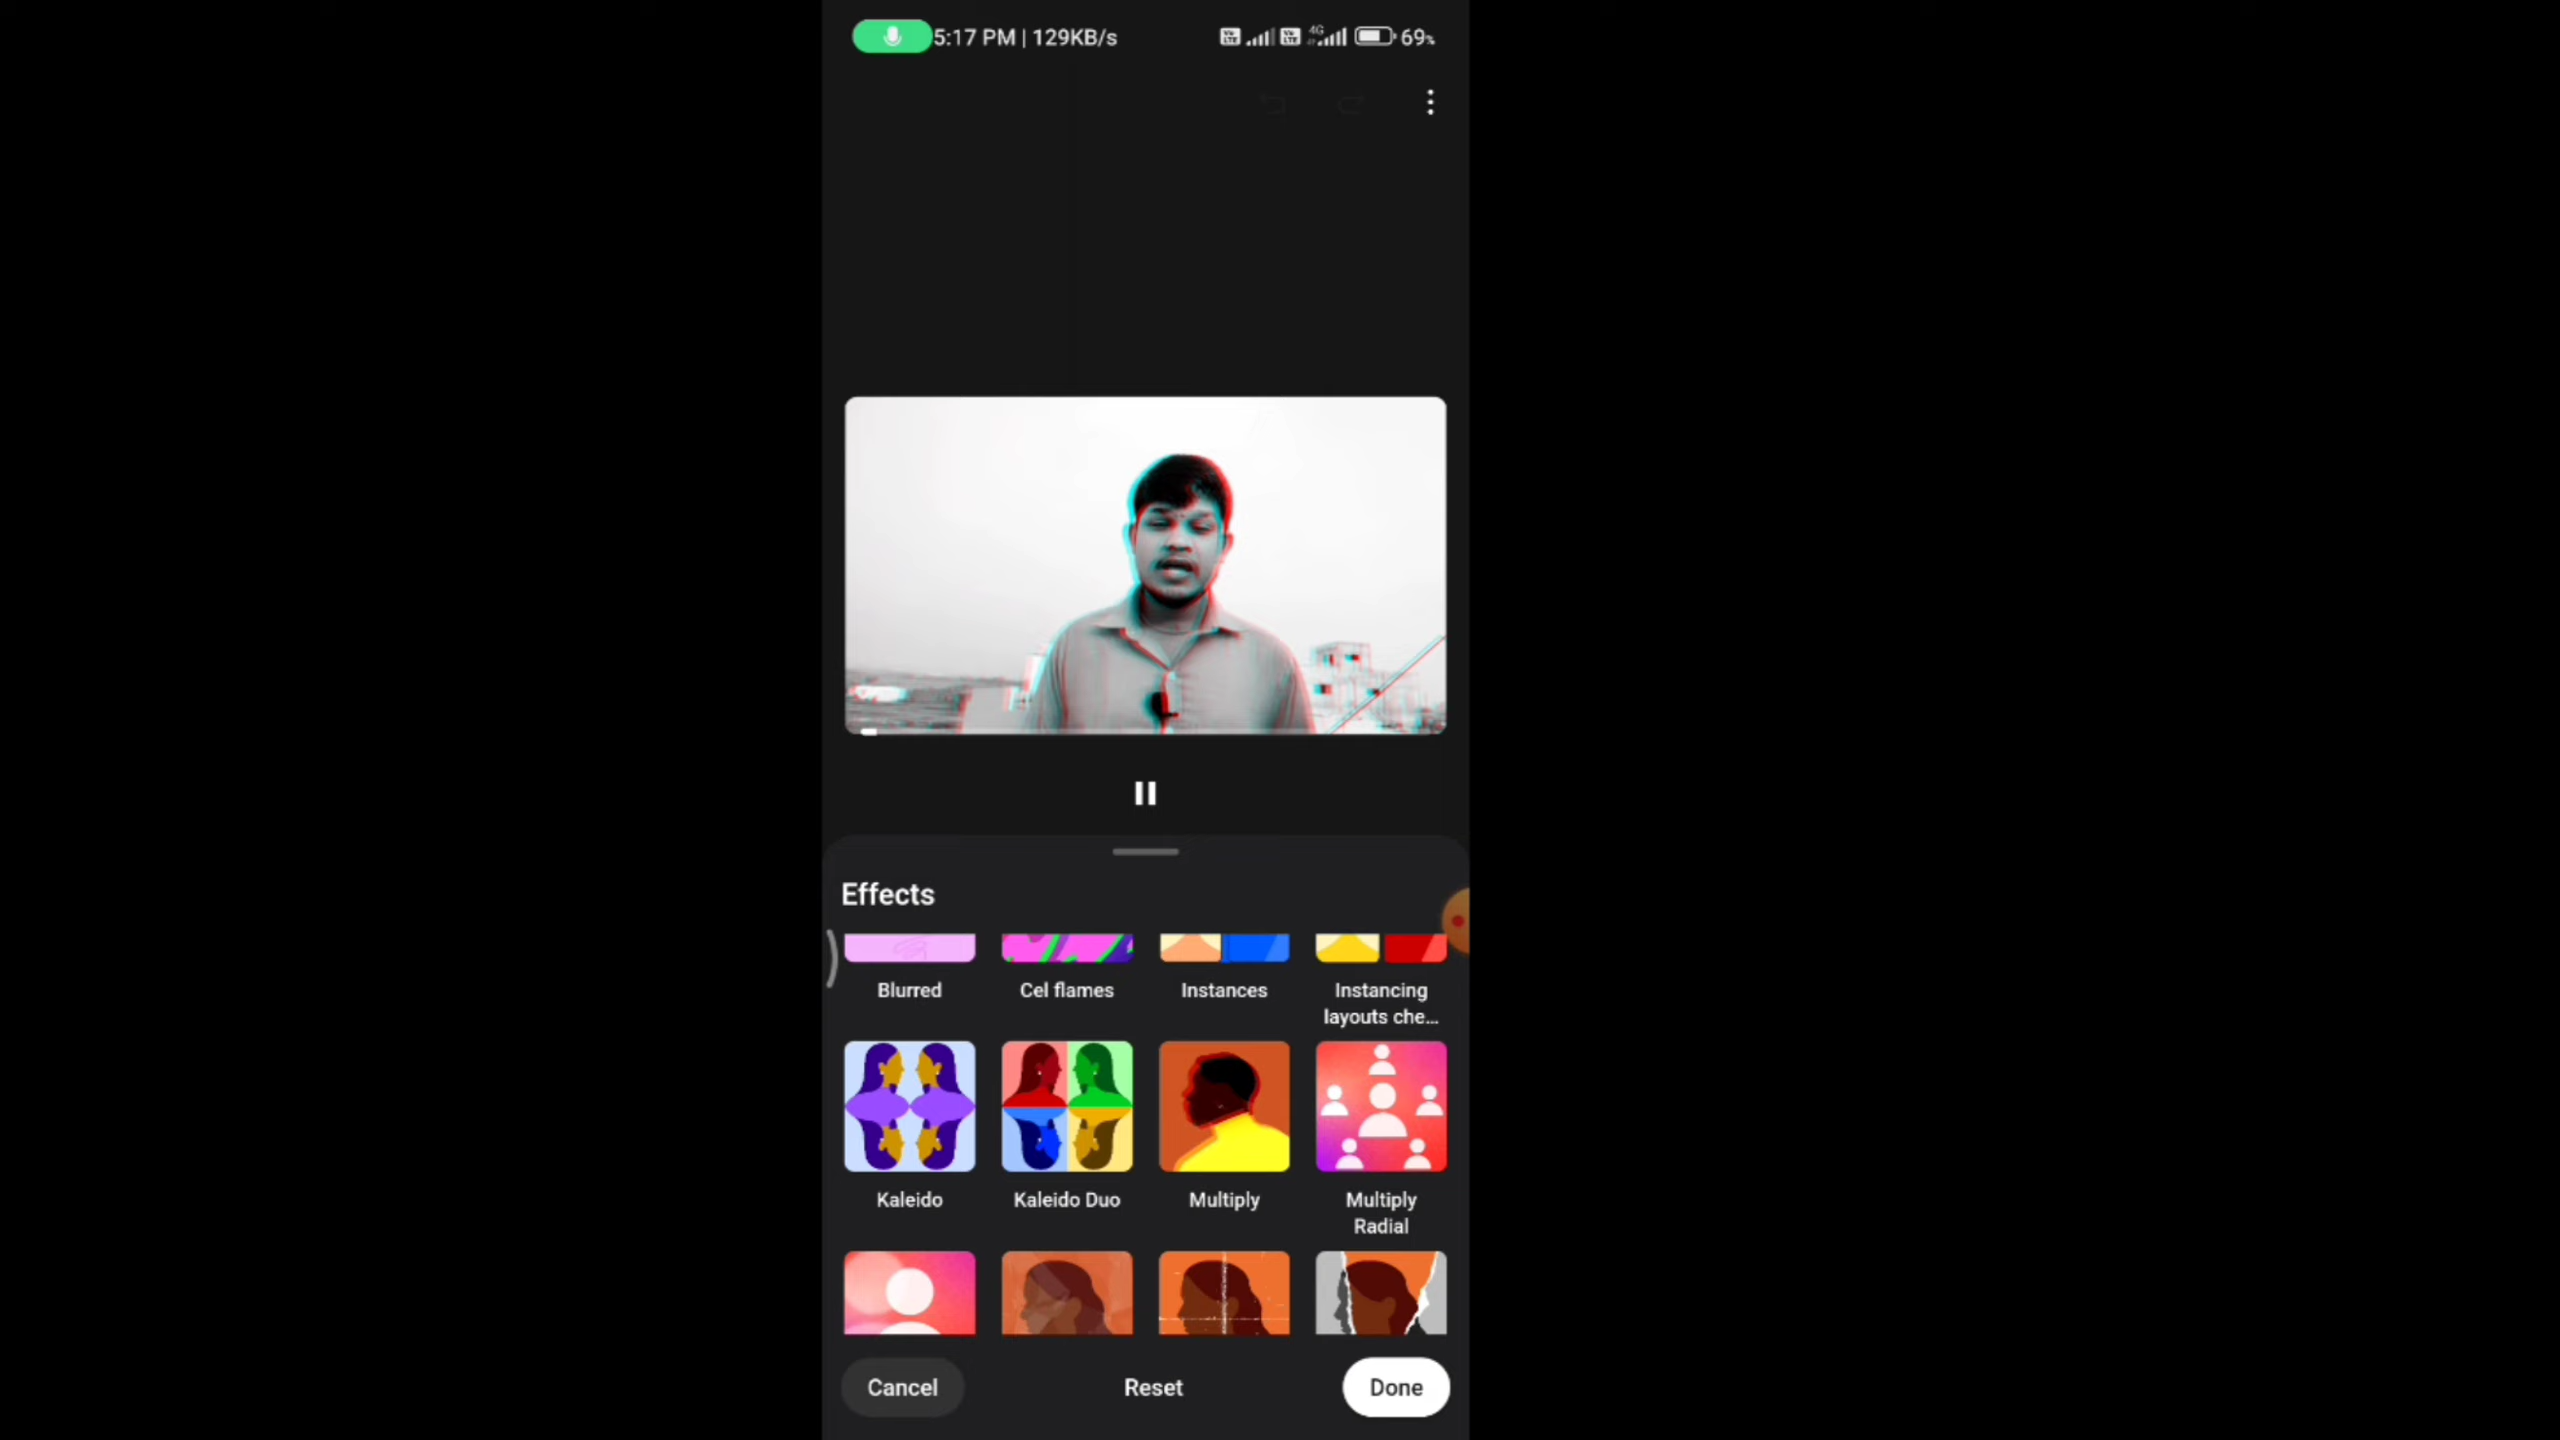 5:17 PM | 129KB/s 4G 69%
Effects
Blurred Cel flames Instances Instancing
layouts che...
Kaleido Kaleido Duo Multiply Multiply
Radial
Cancel Reset Done